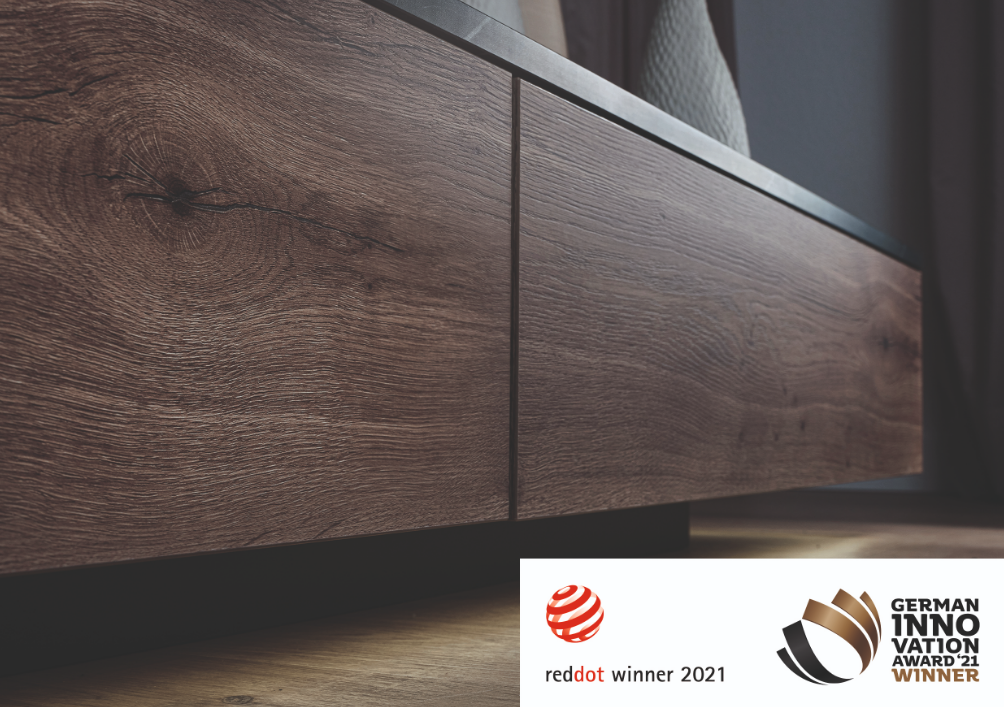 reddot winner 2021
GERMAN
INNO
VATION
AWARD '21
WINNER